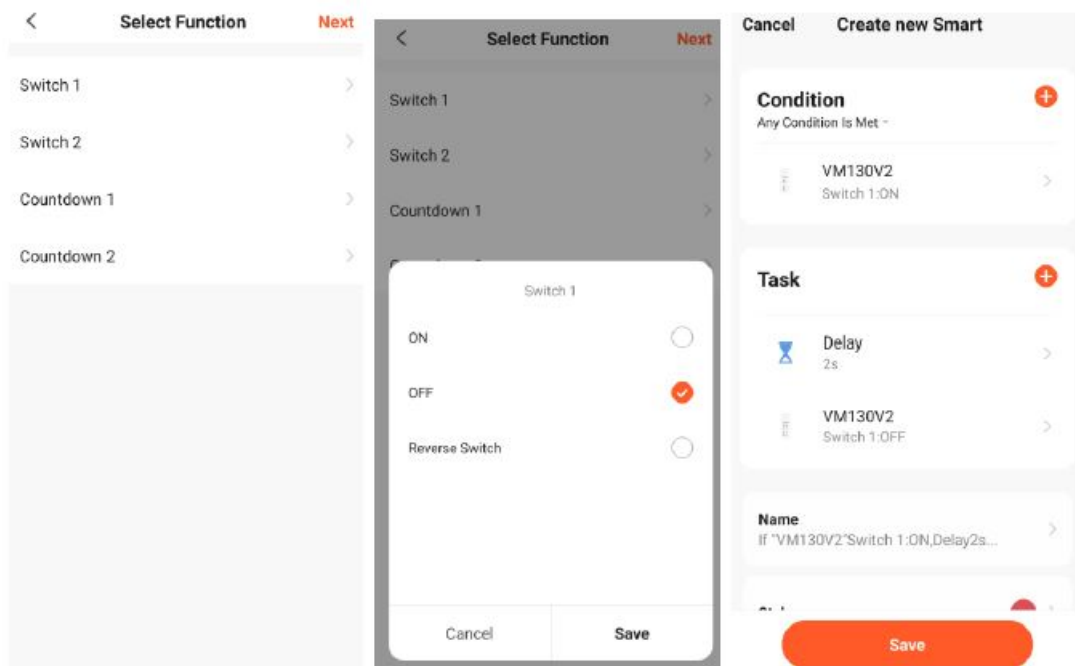 Select Function
Next
Switch 1
Switch 2
Countdown 1
Countdown 2
Select Function
Next
Switch 1
Switch 2
Countdown 1
Switch 1
ON
OFF
Reverse Switch
Cancel
Save
Cancel
Create new Smart
Condition
Any Condition Is Met
VM130V2
Switch 1:ON
Task
Delay
2s
VM130V2
Switch 1:OFF
Name
If "VM130V2"Switch 1:ON,Delay2s...
Save